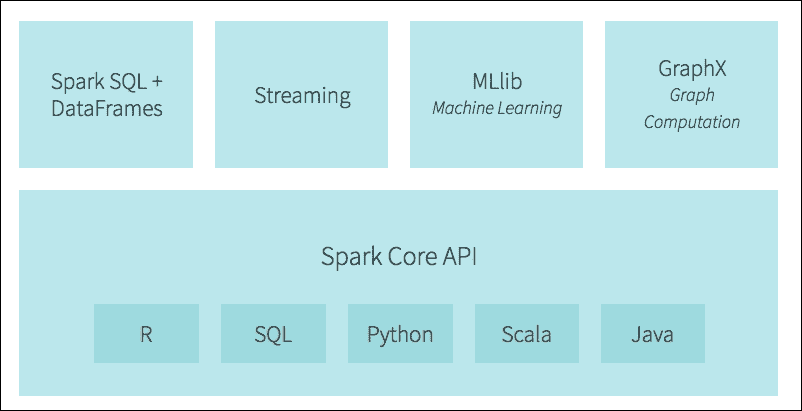 Spark SQL +
DataFrames
Streaming
MLlib
Machine Learning
GraphX
Graph
Computation
Spark Core API
R
SQL
Python
Scala
Java